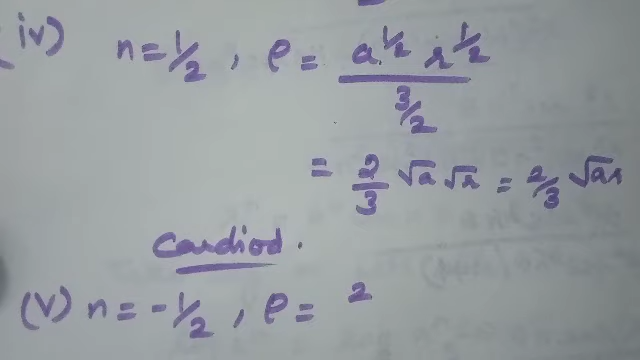 iv) n = 1/2 , ρ = a^1/2 r^1/2 / 3/2
= 2/3 √a √r = 2/3 √ar
Cardiod.
(V) n = -1/2 , ρ = 2